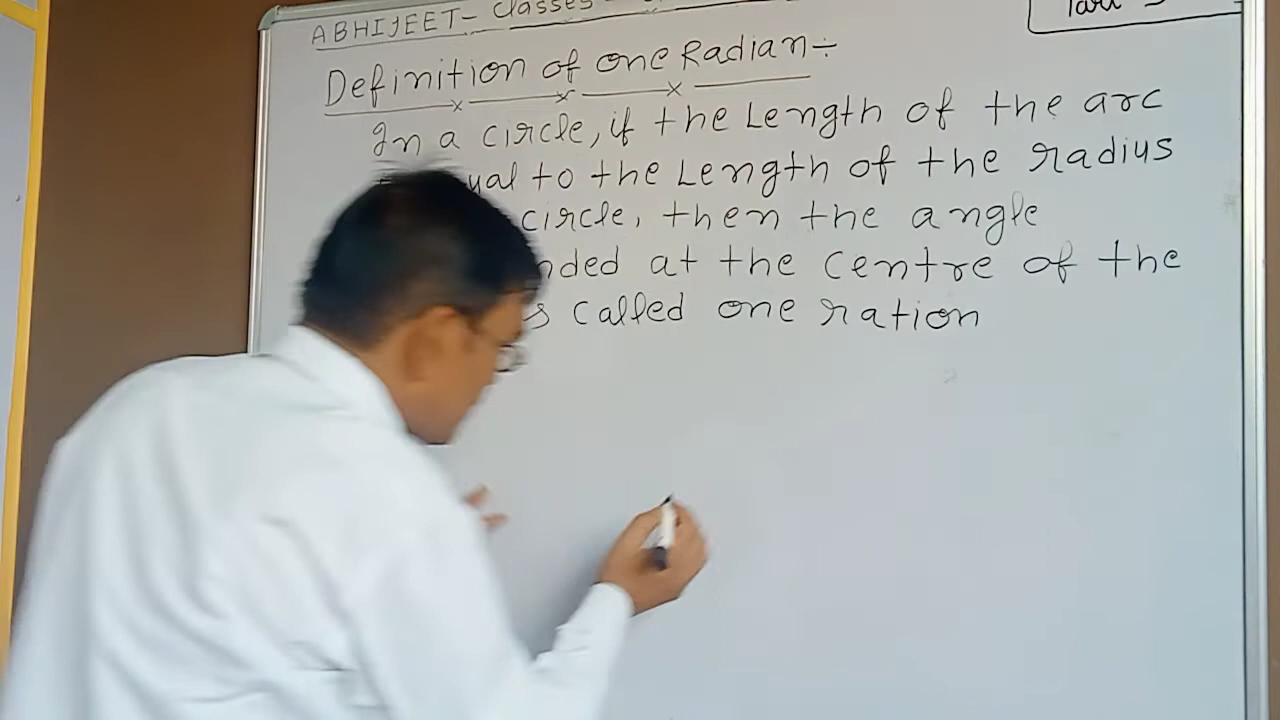 ABHIJEET- Classes
Part
Definition of one Radian÷
In a circle, if the Length of the arc
ual to the Length of the radius
circle, then the angle
nded at the centre of the
s called one ration